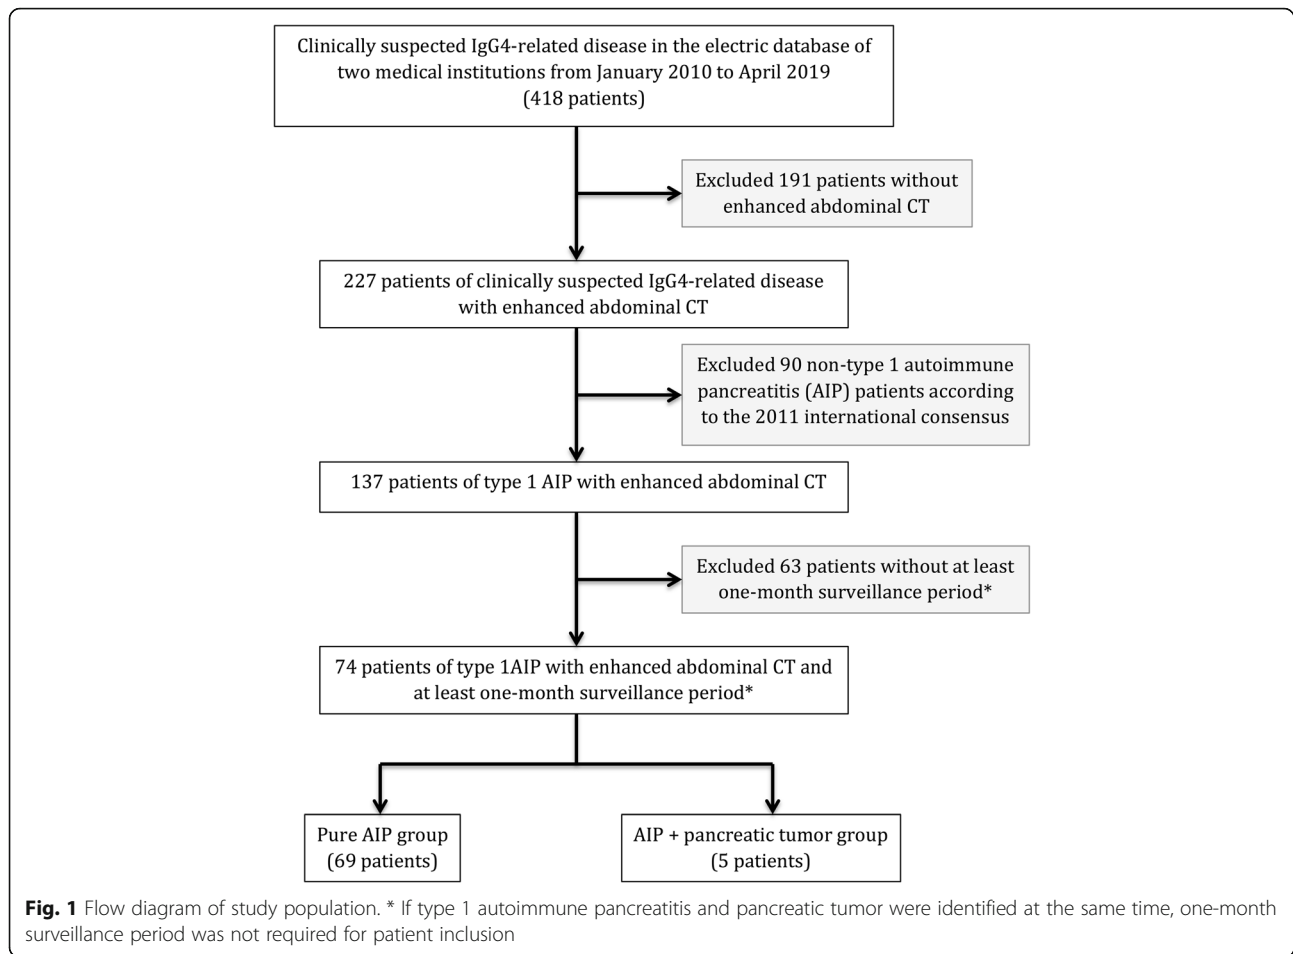 Clinically suspected IgG4-related disease in the electric database of
two medical institutions from January 2010 to April 2019
(418 patients)
Excluded 191 patients without
enhanced abdominal CT
227 patients of clinically suspected IgG4-related disease
with enhanced abdominal CT
Excluded 90 non-type 1 autoimmune
pancreatitis (AIP) patients according
to the 2011 international consensus
137 patients of type 1 AIP with enhanced abdominal CT
Excluded 63 patients without at least
one-month surveillance period*
74 patients of type 1AIP with enhanced abdominal CT and
at least one-month surveillance period*
Pure AIP group
(69 patients)
AIP + pancreatic tumor group
(5 patients)
Fig. 1 Flow diagram of study population. * If type 1 autoimmune pancreatitis and pancreatic tumor were identified at the same time, one-month
surveillance period was not required for patient inclusion